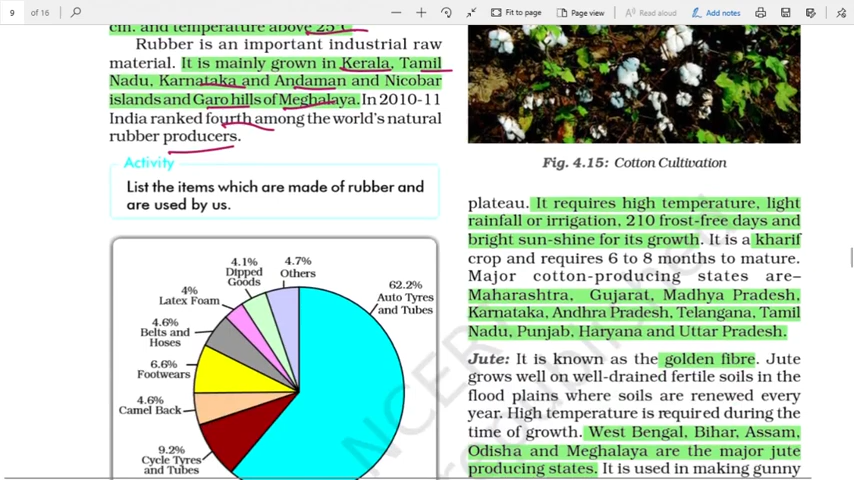 9 of 16
Fit to page
Page view
Read aloud
Add notes
cm. and temperature above 25°C
Rubber is an important industrial raw
material. It is mainly grown in Kerala, Tamil
Nadu, Karnataka and Andaman and Nicobar
islands and Garo hills of Meghalaya. In 2010-11
India ranked fourth among the world's natural
rubber producers.
Activity
List the items which are made of rubber and
are used by us.
4.7%
Others
4.1%
Dipped
Goods
4%
Latex Foam
4.6%
Belts and
Hoses
6.6%
Footwears
4.6%
Camel Back
9.2%
Cycle Tyres
and Tubes
62.2%
Auto Tyres
and Tubes
Fig. 4.15: Cotton Cultivation
plateau. It requires high temperature, light
rainfall or irrigation, 210 frost-free days and
bright sun-shine for its growth. It is a kharif
crop and requires 6 to 8 months to mature.
Major cotton-producing states are–
Maharashtra, Gujarat, Madhya Pradesh,
Karnataka, Andhra Pradesh, Telangana, Tamil
Nadu, Punjab, Haryana and Uttar Pradesh.
Jute: It is known as the golden fibre. Jute
grows well on well-drained fertile soils in the
flood plains where soils are renewed every
year. High temperature is required during the
time of growth. West Bengal, Bihar, Assam,
Odisha and Meghalaya are the major jute
producing states. It is used in making gunny